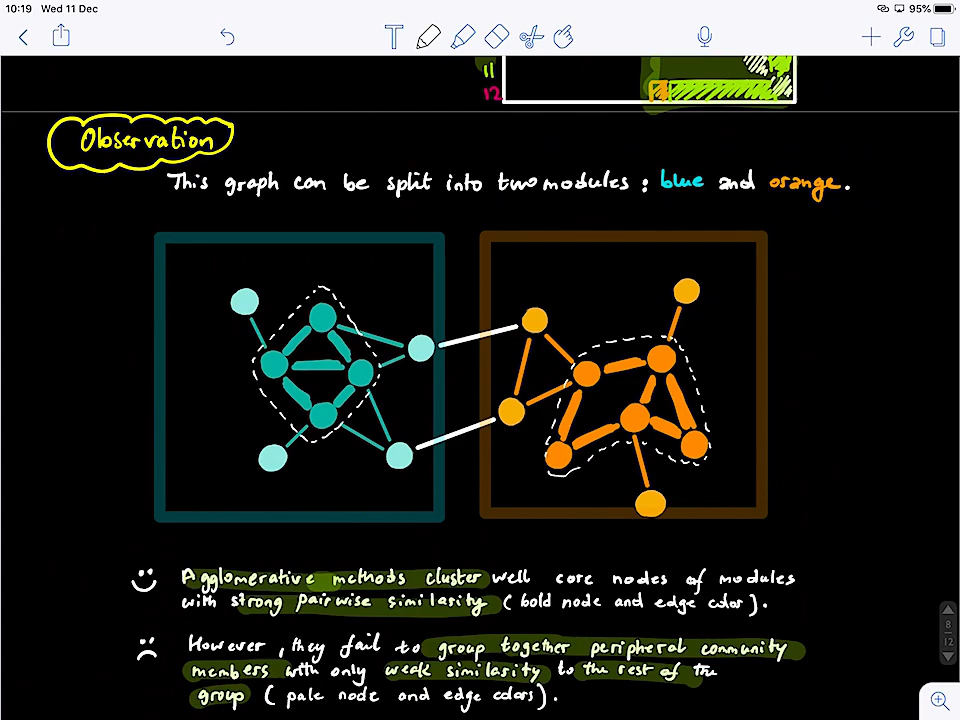 10:19 Wed 11 Dec 95%
T
11
12
Observation
This graph can be split into two modules : blue and orange.
Agglomerative methods cluster well core nodes of modules
with strong pairwise similarity (bold node and edge color).
However, they fail to group together peripheral community
members with only weak similarity to the rest of the
group (pale node and edge colors).
8
12